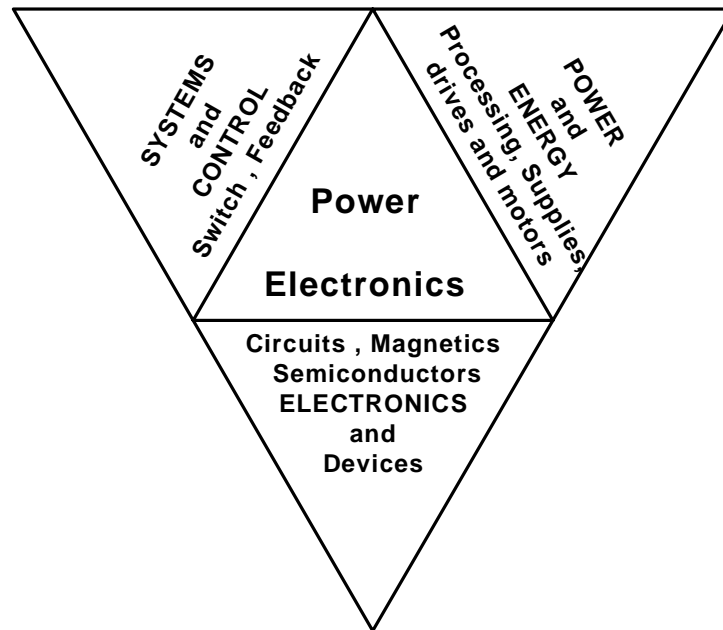 SYSTEMS
and
CONTROL
Switch , Feedback
POWER
and
ENERGY
Processing, Supplies,
drives and motors
Power
Electronics
Circuits , Magnetics
Semiconductors
ELECTRONICS
and
Devices